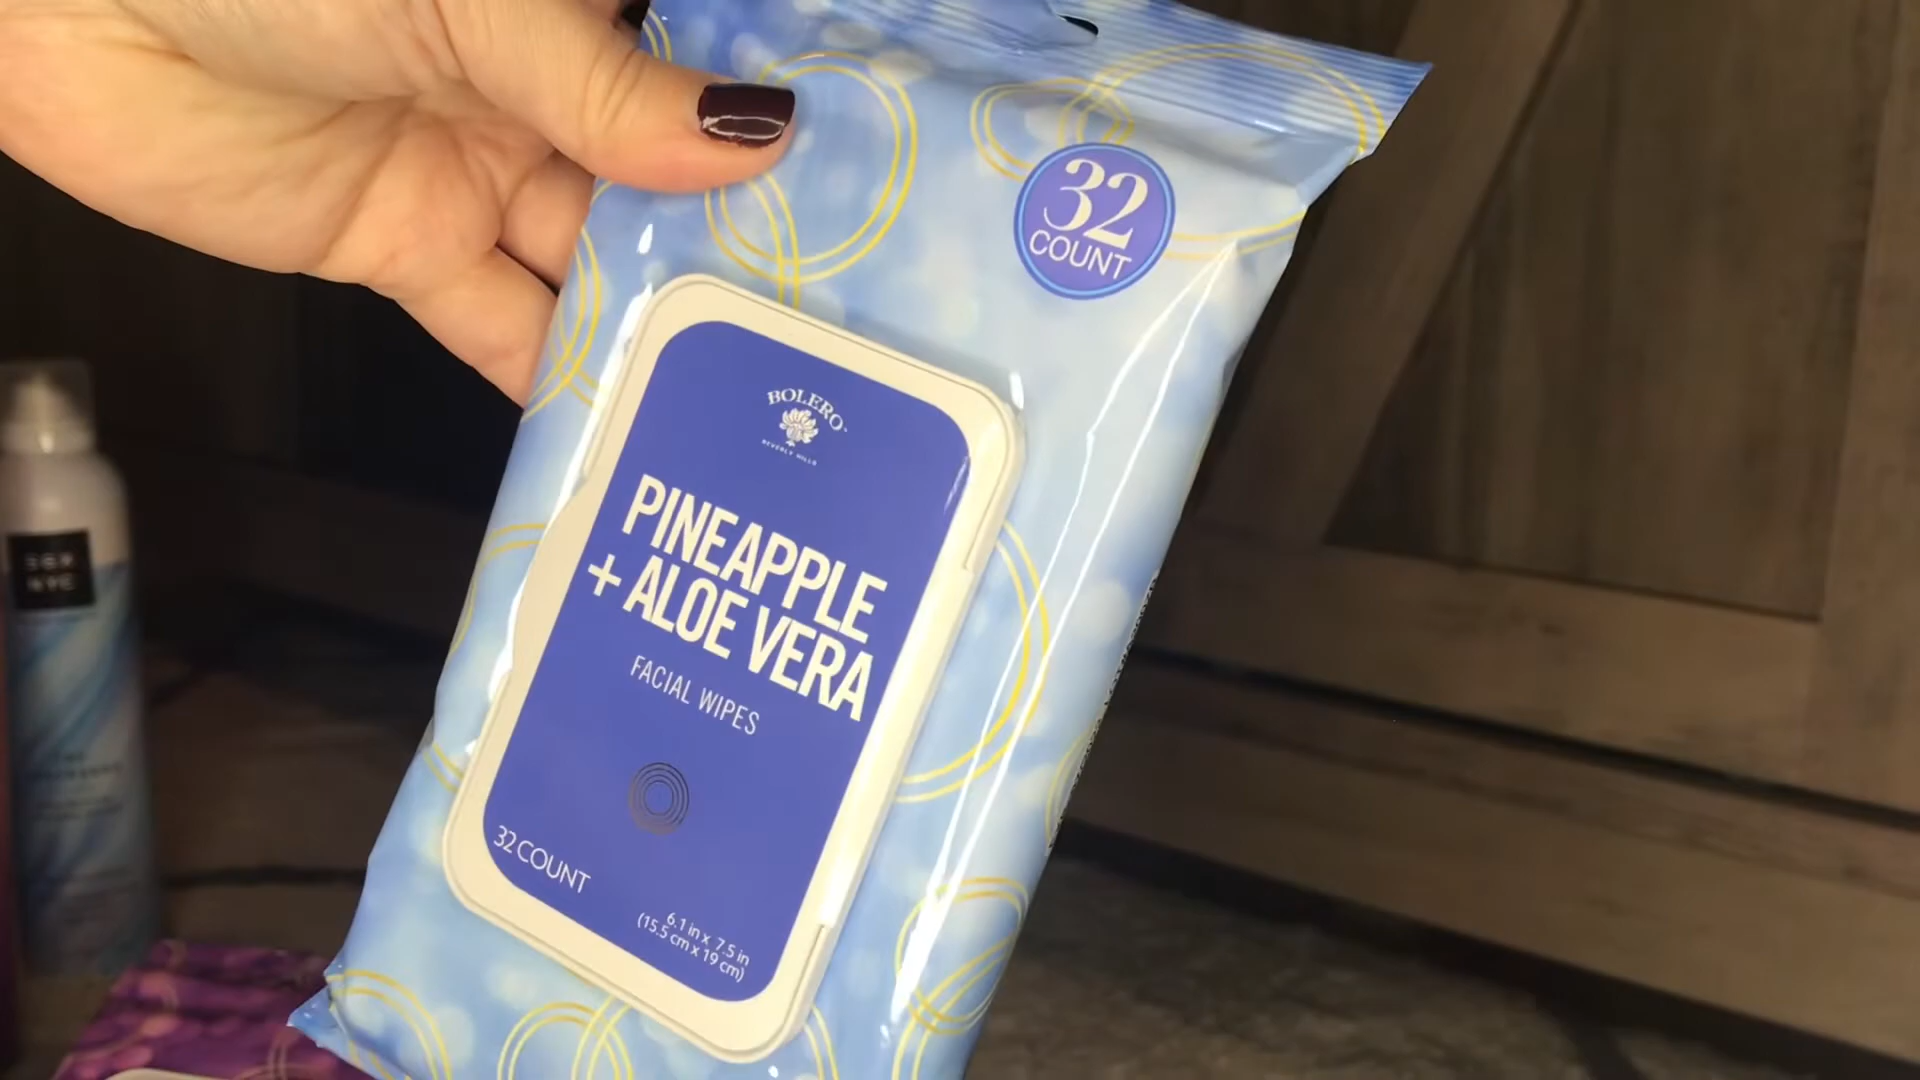 32
COUNT
BOLERO
BEVERLY HILLS
PINEAPPLE
+ ALOE VERA
FACIAL WIPES
32 COUNT
6.1 in x 7.5 in
(15.5 cm x 19 cm)
NYC